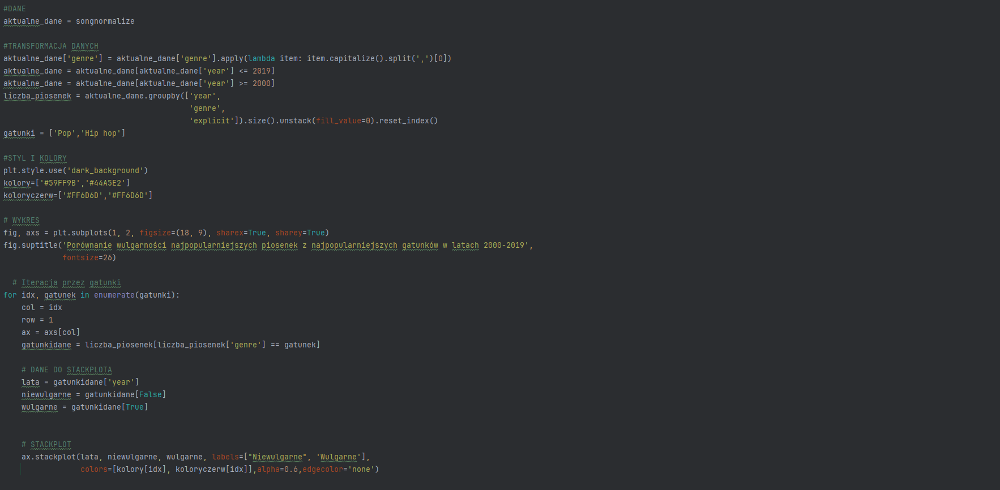 #DANE
aktualne_dane = songnormalize
#TRANSFORMACJA DANYCH
aktualne_dane['genre'] = aktualne_dane['genre'].apply(lambda item: item.capitalize().split(',')[0])
aktualne_dane = aktualne_dane[aktualne_dane['year'] <= 2019]
aktualne_dane = aktualne_dane[aktualne_dane['year'] >= 2000]
liczba_piosenek = aktualne_dane.groupby(['year',
'genre',
'explicit']).size().unstack(fill_value=0).reset_index()
gatunki = ['Pop','Hip hop']
#STYL I KOLORY
plt.style.use('dark_background')
kolory=['#59FF9B','#44A5E2']
koloryczerw=['#FF6D6D','#FF6D6D']
# WYKRES
fig, axs = plt.subplots(1, 2, figsize=(18, 9), sharex=True, sharey=True)
fig.suptitle('Porównanie wulgarności najpopularniejszych piosenek z najpopularniejszych gatunków w latach 2000-2019',
fontsize=26)
# Iteracja przez gatunki
for idx, gatunek in enumerate(gatunki):
col = idx
row = 1
ax = axs[col]
gatunkidane = liczba_piosenek[liczba_piosenek['genre'] == gatunek]
# DANE DO STACKPLOTA
lata = gatunkidane['year']
niewulgarne = gatunkidane[False]
wulgarne = gatunkidane[True]
# STACKPLOT
ax.stackplot(lata, niewulgarne, wulgarne, labels=["Niewulgarne", 'Wulgarne'],
colors=[kolory[idx], koloryczerw[idx]],alpha=0.6,edgecolor='none')